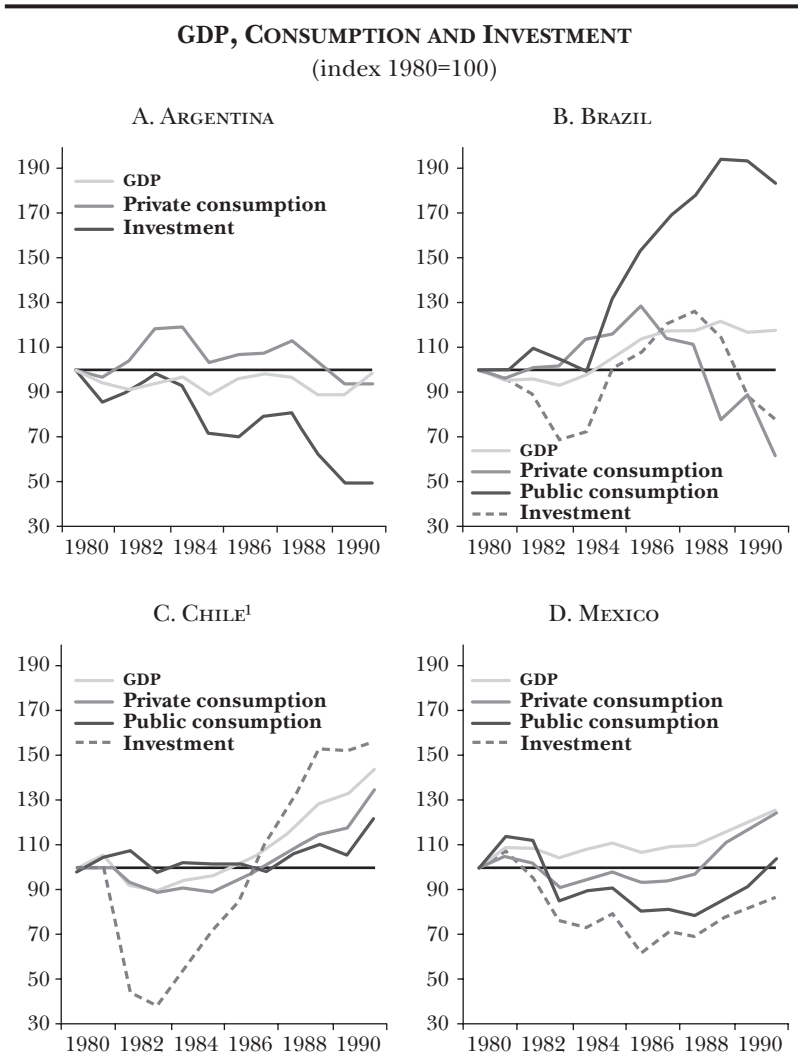 GDP, CONSUMPTION AND INVESTMENT
(index 1980=100)
A. ARGENTINA
190
170
150
130
110
90
70
50
30
GDP
Private consumption
Investment
1980 1982 1984 1986 1988 1990
B. BRAZIL
190
170
150
130
110
90
70
50
30
GDP
Private consumption
Public consumption
Investment
1980 1982 1984 1986 1988 1990
C. CHILE¹
190
170
150
130
110
90
70
50
30
GDP
Private consumption
Public consumption
Investment
1980 1982 1984 1986 1988 1990
D. MEXICO
190
170
150
130
110
90
70
50
30
GDP
Private consumption
Public consumption
Investment
1980 1982 1984 1986 1988 1990